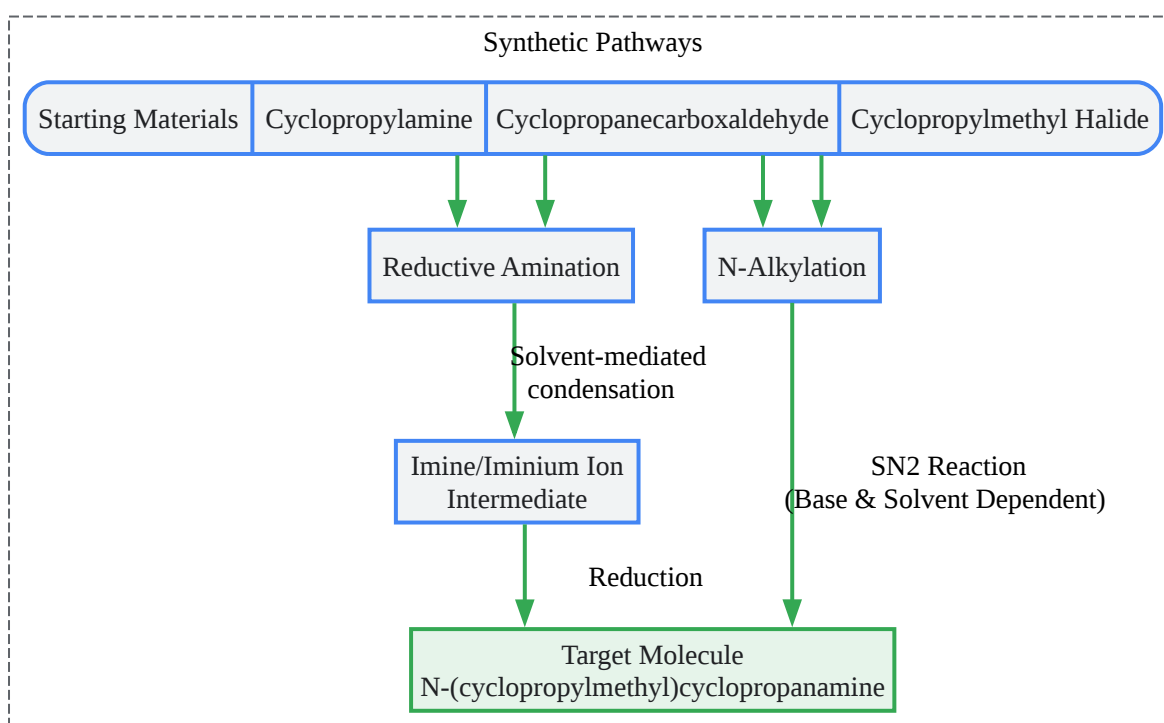 Synthetic Pathways
Starting Materials
Cyclopropylamine
Cyclopropanecarboxaldehyde
Cyclopropylmethyl Halide
Reductive Amination
N-Alkylation
Solvent-mediated
condensation
Imine/Iminium Ion
Intermediate
SN2 Reaction
(Base & Solvent Dependent)
Reduction
Target Molecule
N-(cyclopropylmethyl)cyclopropanamine